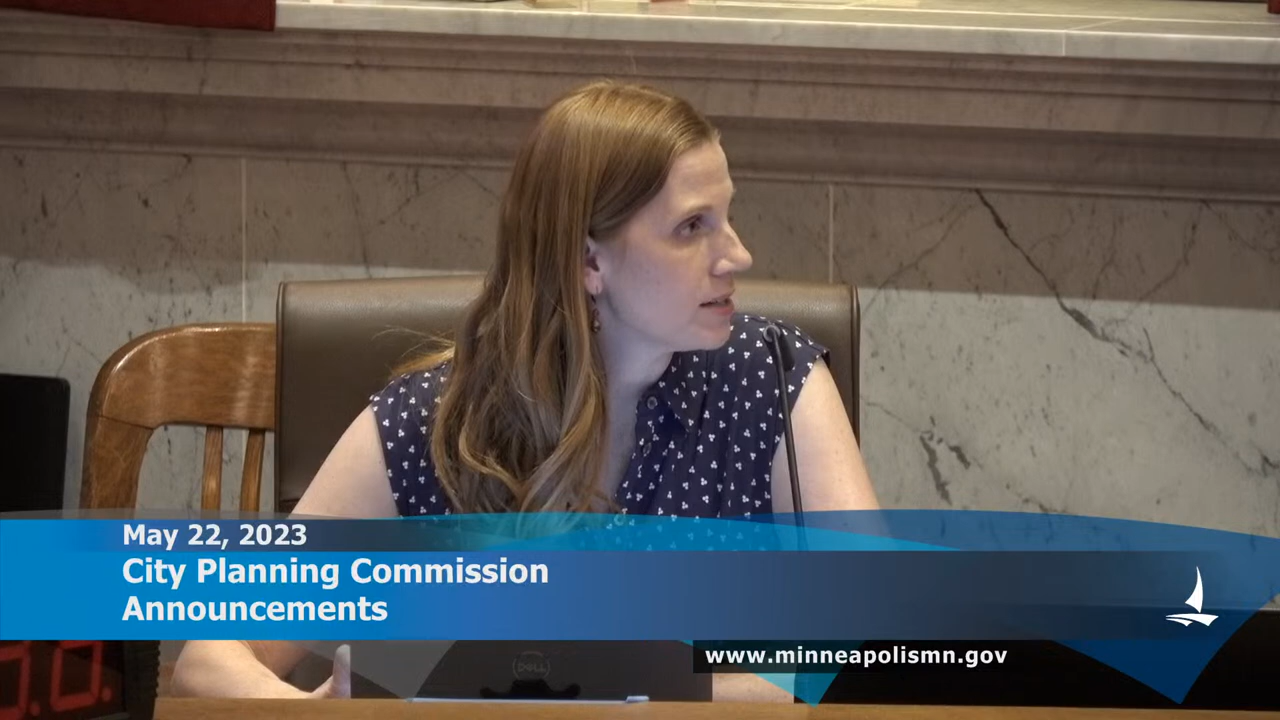 May 22, 2023
City Planning Commission
Announcements
www.minneapolismn.gov
DELL